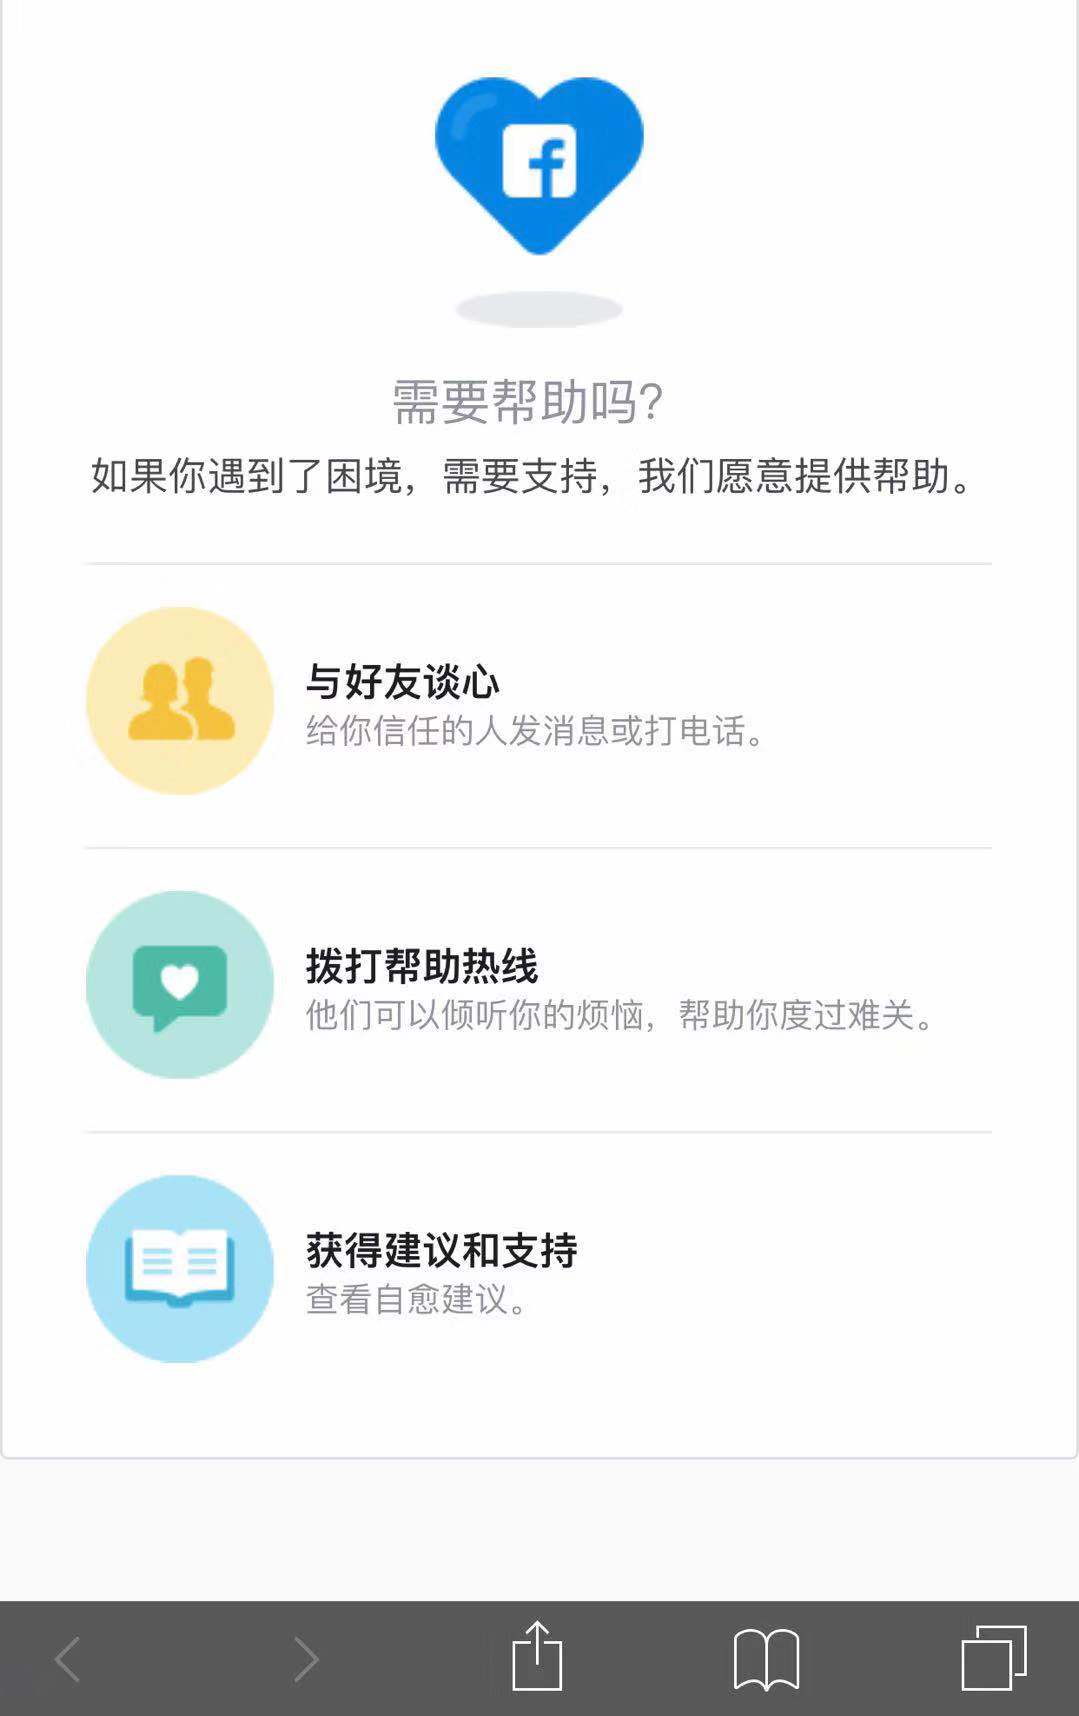 需要帮助吗?
如果你遇到了困境，需要支持，我们愿意提供帮助。
与好友谈心
给你信任的人发消息或打电话。
拨打帮助热线
他们可以倾听你的烦恼，帮助你度过难关。
获得建议和支持
查看自愈建议。